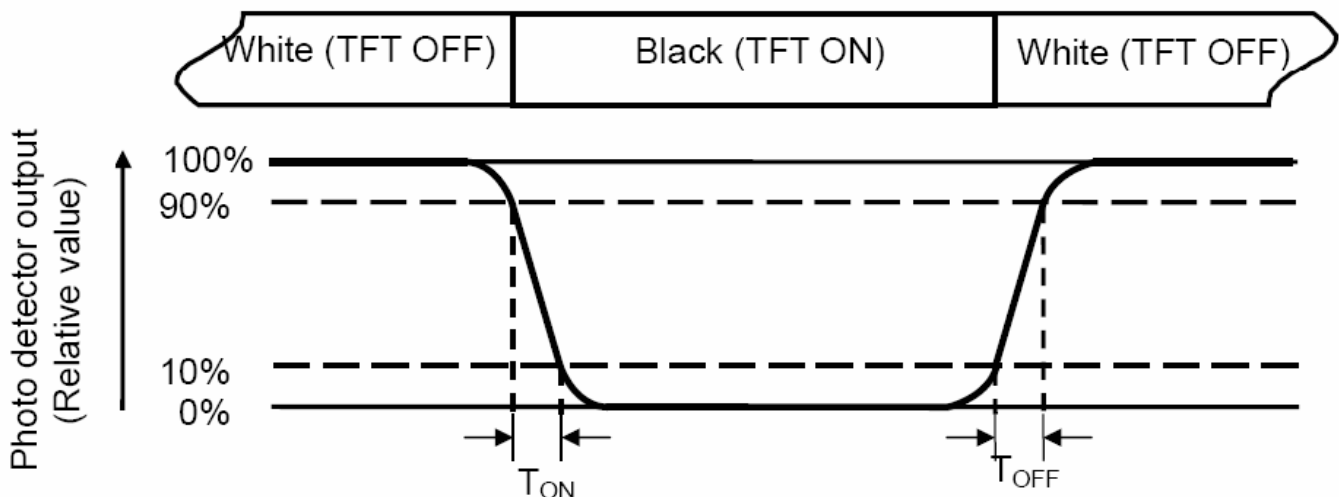 White (TFT OFF)
Black (TFT ON)
White (TFT OFF)
Photo detector output
(Relative value)
100%
90%
10%
0%
TON
TOFF